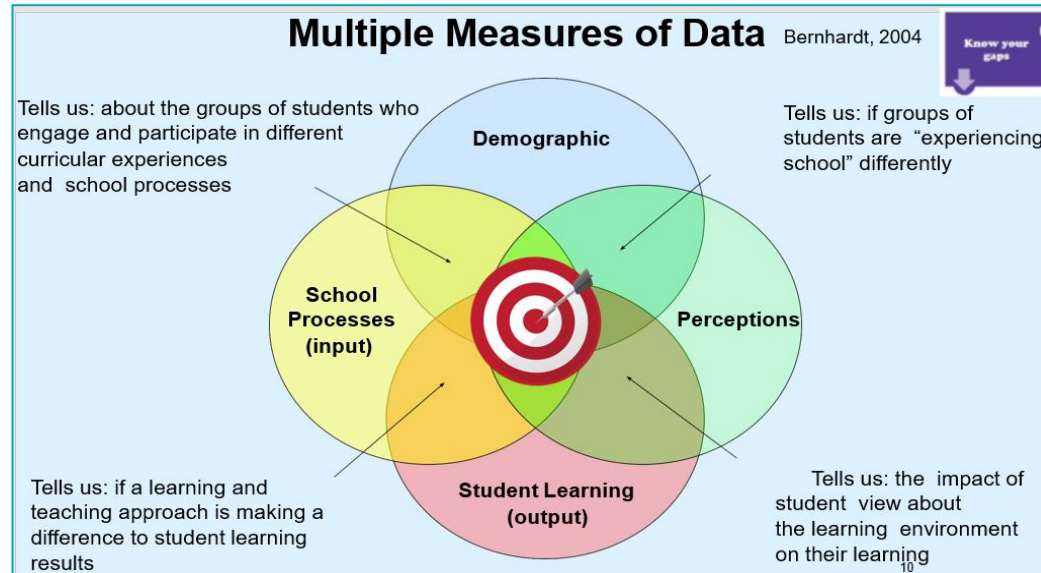 Multiple Measures of Data
Bernhardt, 2004
Know your
gaps
Tells us: about the groups of students who
engage and participate in different
curricular experiences
and school processes
Tells us: if groups of
students are “experiencing
school” differently
Demographic
School
Processes
(input)
Perceptions
Student Learning
(output)
Tells us: if a learning and
teaching approach is making a
difference to student learning
results
Tells us: the impact of
student view about
the learning environment
on their learning
10